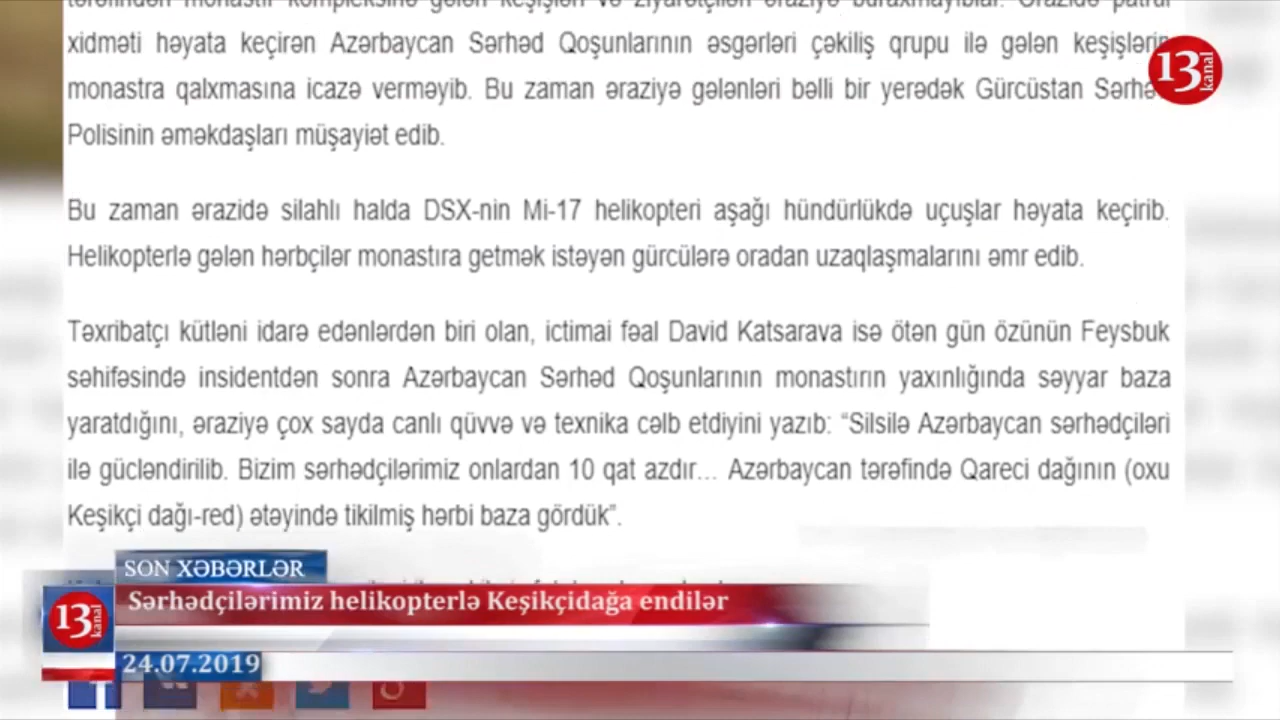 tərəfindən monastır kompleksinə gələn keşişləri və ziyarətçiləri əraziyə buraxmayıblar. Ərazidə patrul
xidməti həyata keçirən Azərbaycan Sərhəd Qoşunlarının əsgərləri çəkiliş qrupu ilə gələn keşişlərin
monastra qalxmasına icazə verməyib. Bu zaman əraziyə gələnləri bəlli bir yerədək Gürcüstan Sərhəd
Polisinin əməkdaşları müşayiət edib.
Bu zaman ərazidə silahlı halda DSX-nin Mi-17 helikopteri aşağı hündürlükdə uçuşlar həyata keçirib.
Helikopterlə gələn hərbçilər monastıra getmək istəyən gürcülərə oradan uzaqlaşmalarını əmr edib.
Təxribatçı kütləni idarə edənlərdən biri olan, ictimai fəal David Katsarava isə ötən gün özünün Feysbuk
səhifəsində insidentdən sonra Azərbaycan Sərhəd Qoşunlarının monastırın yaxınlığında səyyar baza
yaratdığını, əraziyə çox sayda canlı qüvvə və texnika cəlb etdiyini yazıb: “Silsilə Azərbaycan sərhədçiləri
ilə gücləndirilib. Bizim sərhədçilərimiz onlardan 10 qat azdır... Azərbaycan tərəfində Qareci dağının (oxu
Keşikçi dağı-red) ətəyində tikilmiş hərbi baza gördük”.
13 kanal
SON XƏBƏRLƏR
Sərhədçilərimiz helikopterlə Keşikçidağa endilər
13 kanal
24.07.2019